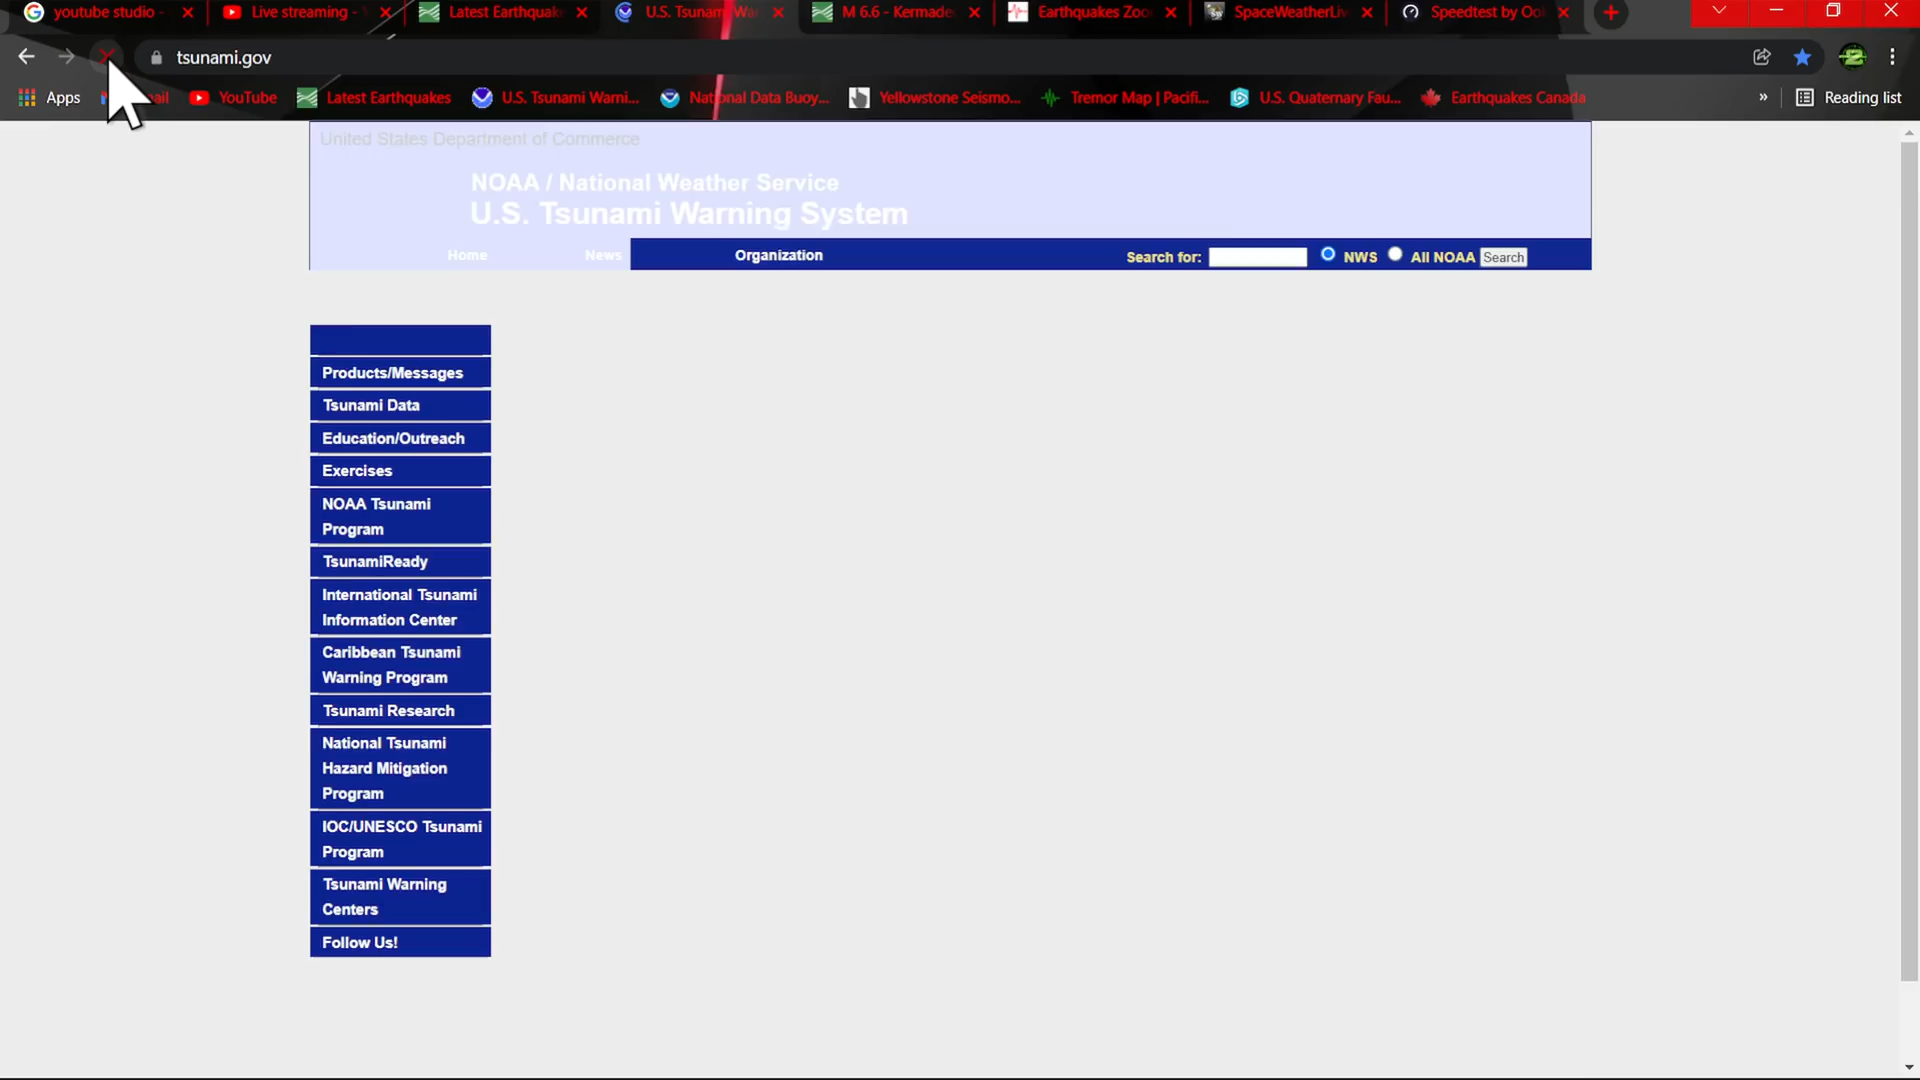 youtube studio -
Live streaming -
Latest Earthquak
U.S. Tsunami Wa
M 6.6 - Kermade
Earthquakes Zoo
SpaceWeatherLiv
Speedtest by Ook
tsunami.gov
Apps
YouTube
Latest Earthquakes
U.S. Tsunami Warni...
National Data Buoy...
Yellowstone Seismo...
Tremor Map | Pacifi...
U.S. Quaternary Fau...
Earthquakes Canada
»
Reading list
United States Department of Commerce
NOAA / National Weather Service
U.S. Tsunami Warning System
Home
News
Organization
Search for:
NWS
All NOAA
Search
Products/Messages
Tsunami Data
Education/Outreach
Exercises
NOAA Tsunami
Program
TsunamiReady
International Tsunami
Information Center
Caribbean Tsunami
Warning Program
Tsunami Research
National Tsunami
Hazard Mitigation
Program
IOC/UNESCO Tsunami
Program
Tsunami Warning
Centers
Follow Us!